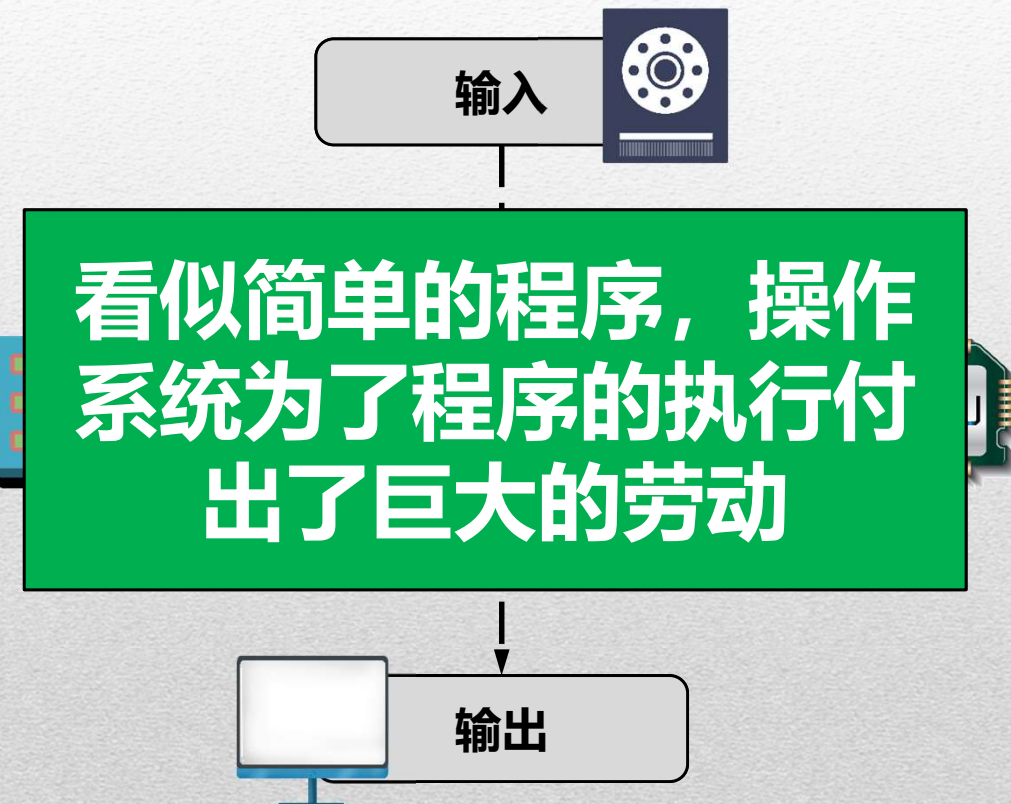 输入
看似简单的程序，操作
系统为了程序的执行付
出了巨大的劳动
输出